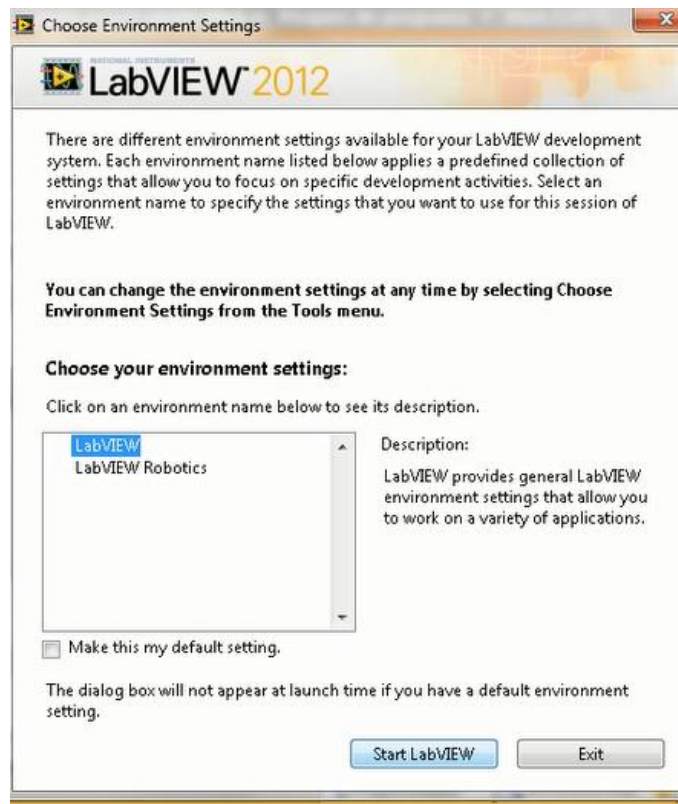 Choose Environment Settings
NATIONAL INSTRUMENTS
LabVIEW™ 2012
There are different environment settings available for your LabVIEW development
system. Each environment name listed below applies a predefined collection of
settings that allow you to focus on specific development activities. Select an
environment name to specify the settings that you want to use for this session of
LabVIEW.
You can change the environment settings at any time by selecting Choose
Environment Settings from the Tools menu.
Choose your environment settings:
Click on an environment name below to see its description.
LabVIEW
LabVIEW Robotics
Description:
LabVIEW provides general LabVIEW
environment settings that allow you
to work on a variety of applications.
Make this my default setting.
The dialog box will not appear at launch time if you have a default environment
setting.
Start LabVIEW
Exit